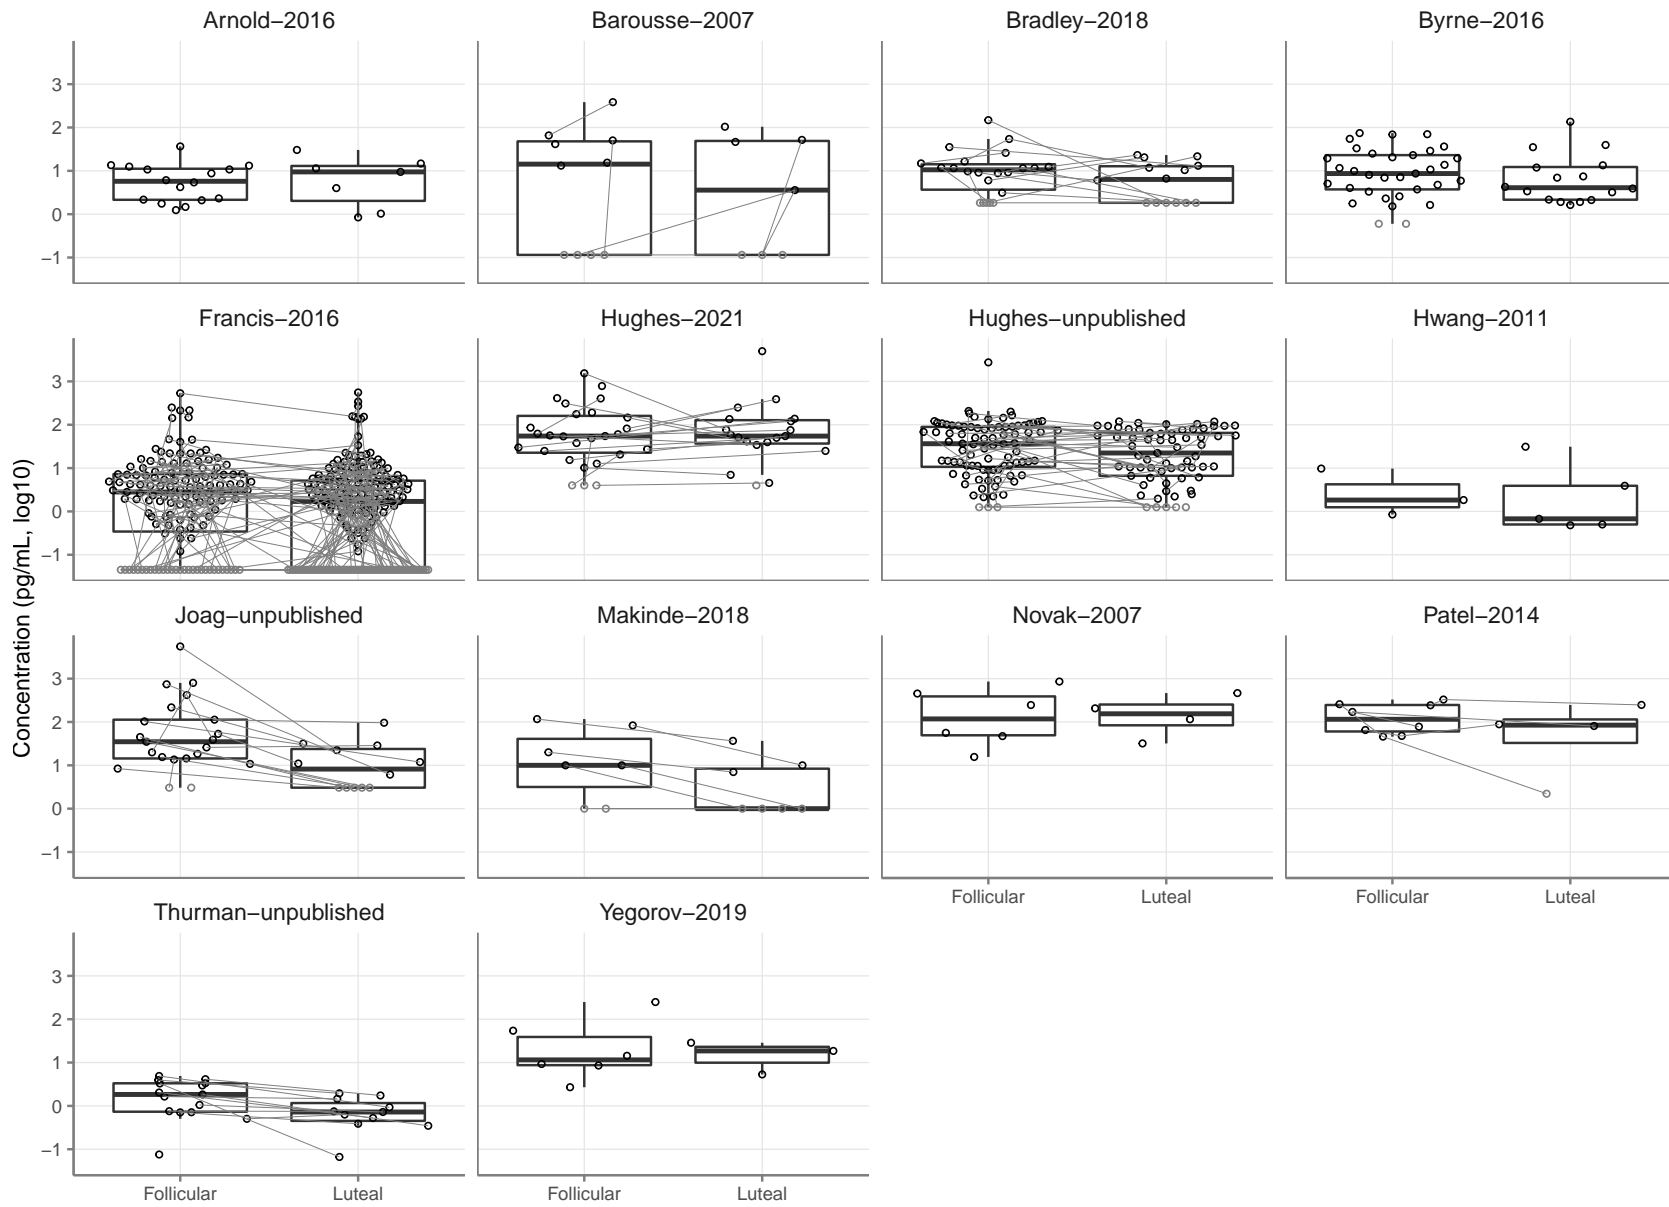 Arnold−2016
Barousse−2007
Bradley−2018
Byrne−2016
3
2
1
0
−1
Francis−2016
Hughes−2021
Hughes−unpublished
Hwang−2011
3
2
1
0
−1
Concentration (pg/mL, log10)
Joag−unpublished
Makinde−2018
Novak−2007
Patel−2014
3
2
1
0
−1
Follicular
Luteal
Follicular
Luteal
Thurman−unpublished
Yegorov−2019
3
2
1
0
−1
Follicular
Luteal
Follicular
Luteal